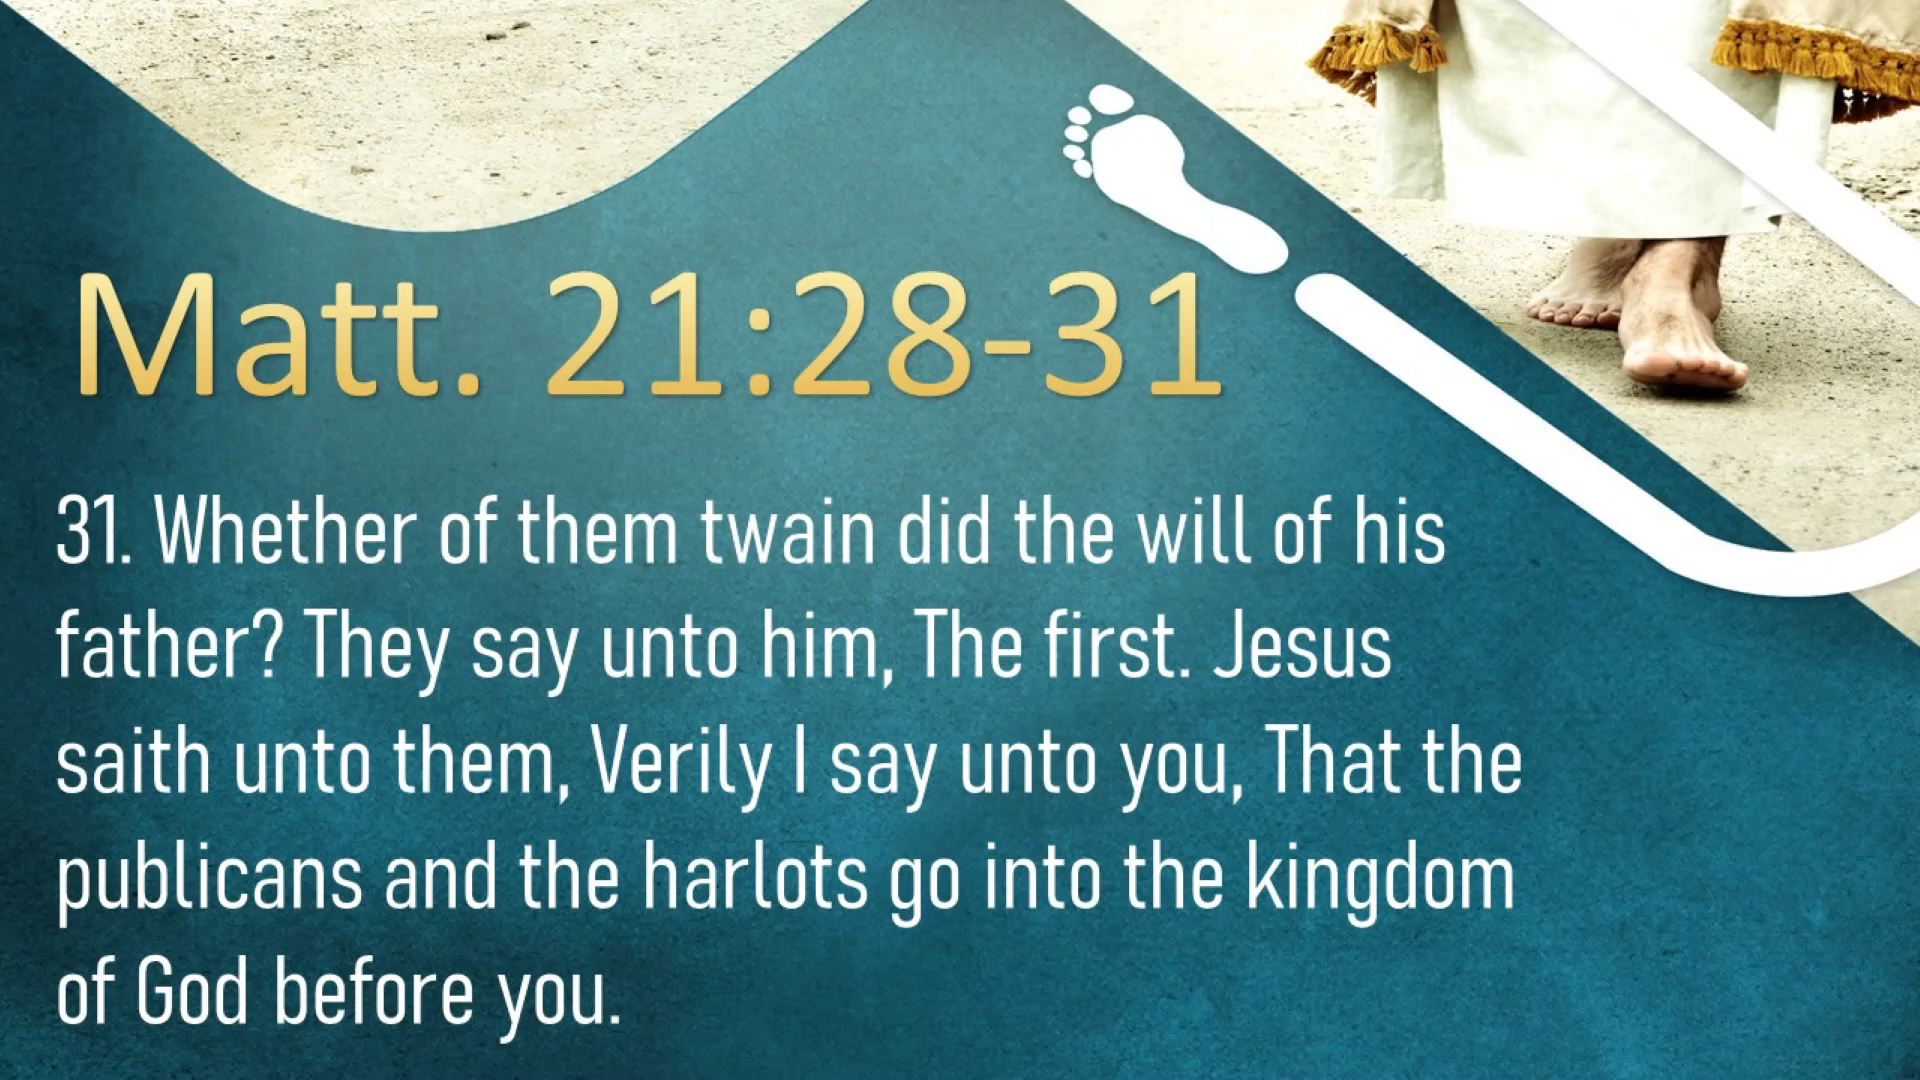 Matt. 21:28-31
31. Whether of them twain did the will of his
father? They say unto him, The first. Jesus
saith unto them, Verily I say unto you, That the
publicans and the harlots go into the kingdom
of God before you.